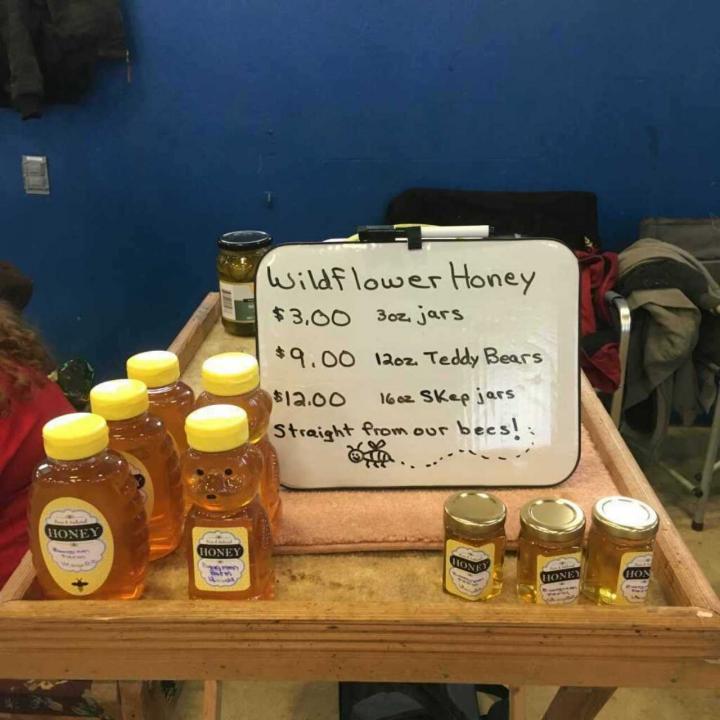 Wildflower Honey
$3.00 3oz. jars
$9.00 12oz. Teddy Bears
$12.00 16oz Skep jars
Straight from our bees!
HONEY
HONEY
HONEY
HONEY
HON